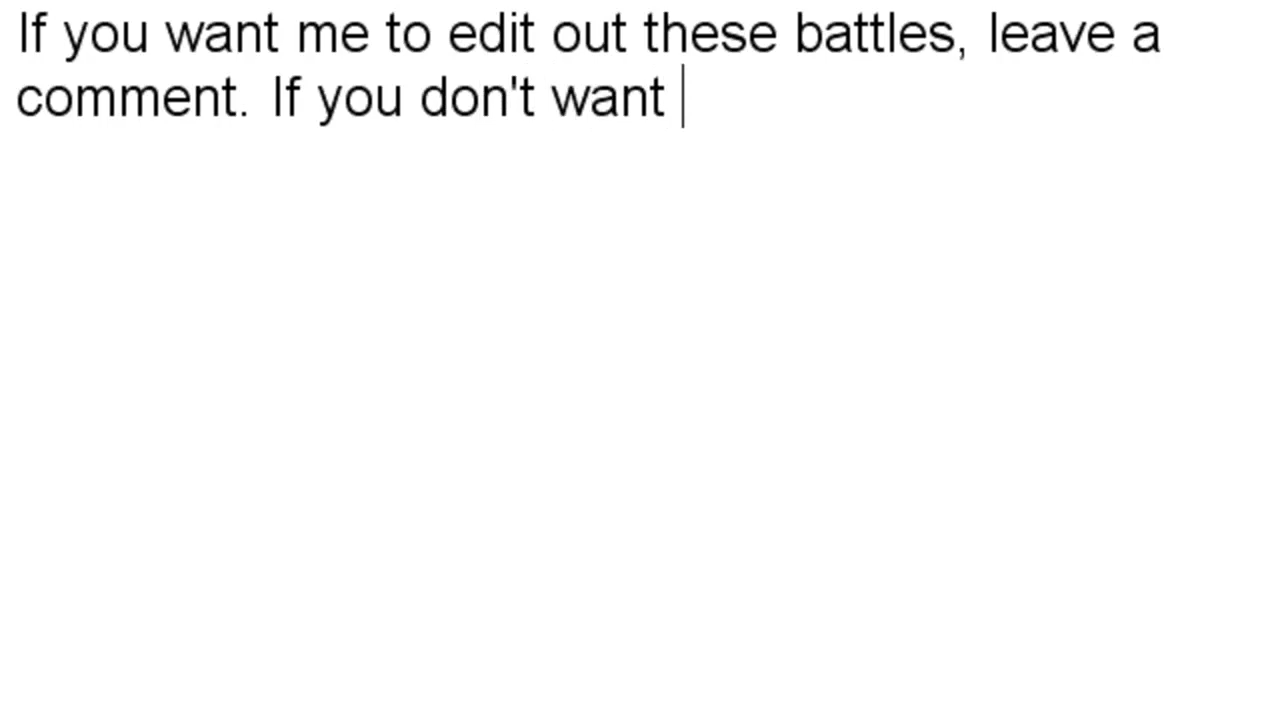 If you want me to edit out these battles, leave a
comment. If you don't want